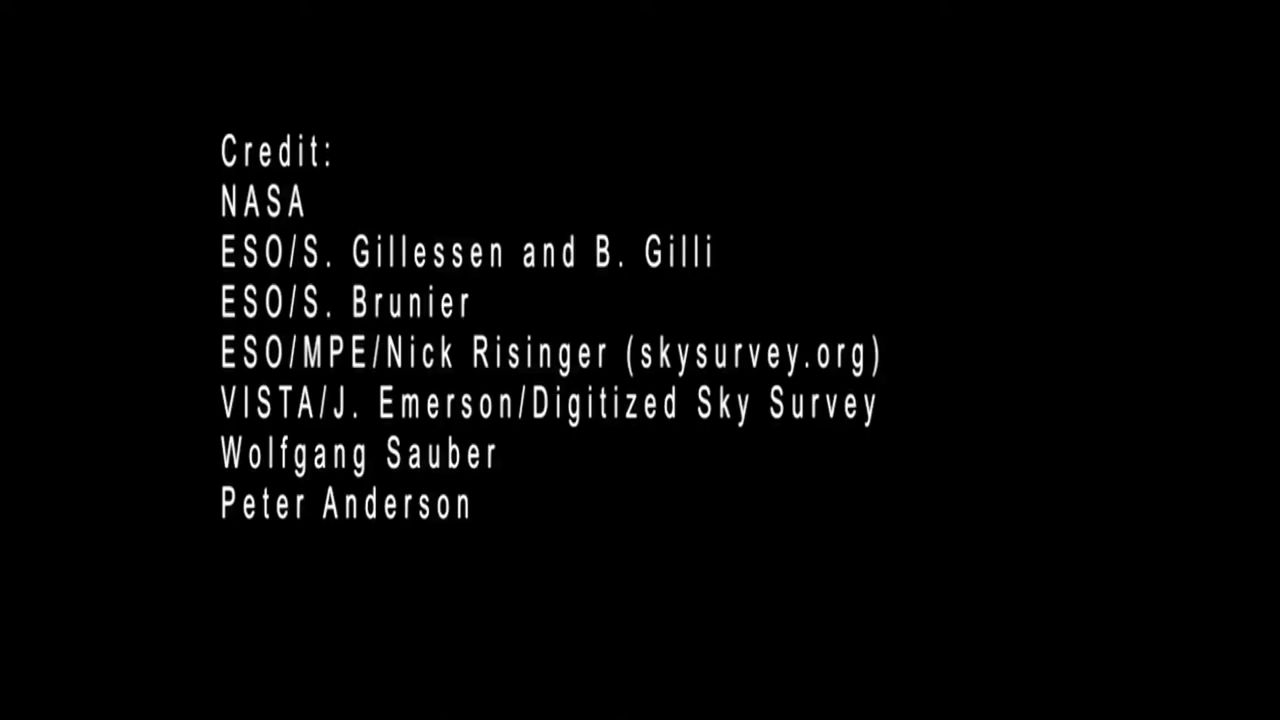 Credit:
NASA
ESO/S. Gillessen and B. Gilli
ESO/S. Brunier
ESO/MPE/Nick Risinger (skysurvey.org)
VISTA/J. Emerson/Digitized Sky Survey
Wolfgang Sauber
Peter Anderson